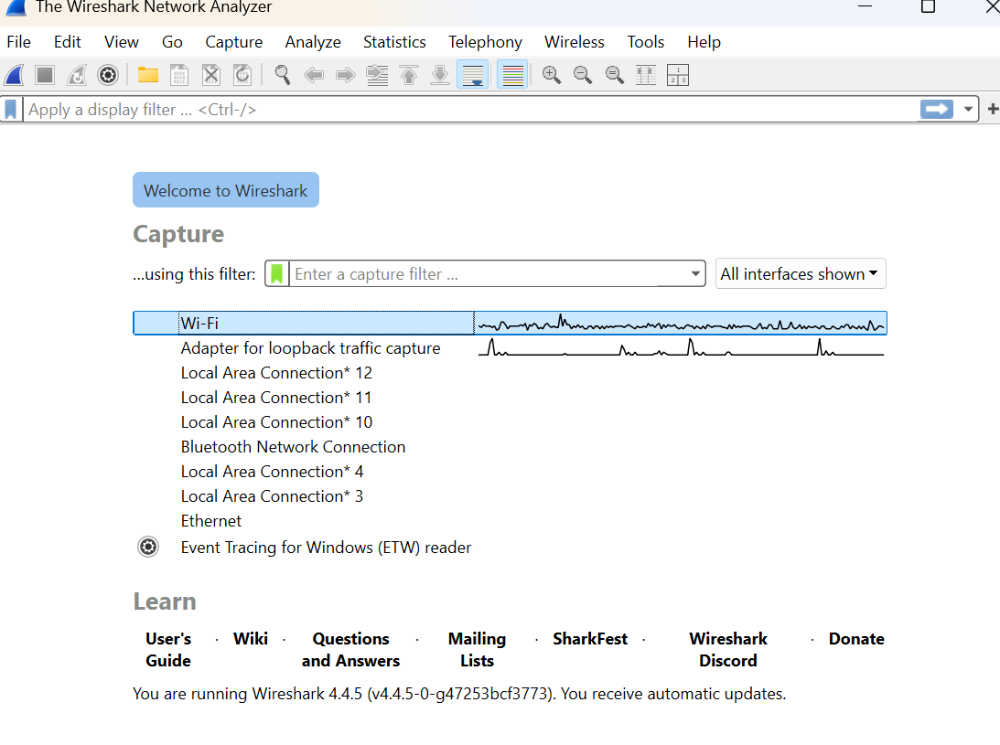 The Wireshark Network Analyzer
File Edit View Go Capture Analyze Statistics Telephony Wireless Tools Help
Apply a display filter ... <Ctrl-/>
Welcome to Wireshark
Capture
...using this filter: Enter a capture filter ... All interfaces shown
Wi-Fi
Adapter for loopback traffic capture
Local Area Connection* 12
Local Area Connection* 11
Local Area Connection* 10
Bluetooth Network Connection
Local Area Connection* 4
Local Area Connection* 3
Ethernet
Event Tracing for Windows (ETW) reader
Learn
User's Guide · Wiki · Questions and Answers · Mailing Lists · SharkFest · Wireshark Discord · Donate
You are running Wireshark 4.4.5 (v4.4.5-0-g47253bcf3773). You receive automatic updates.